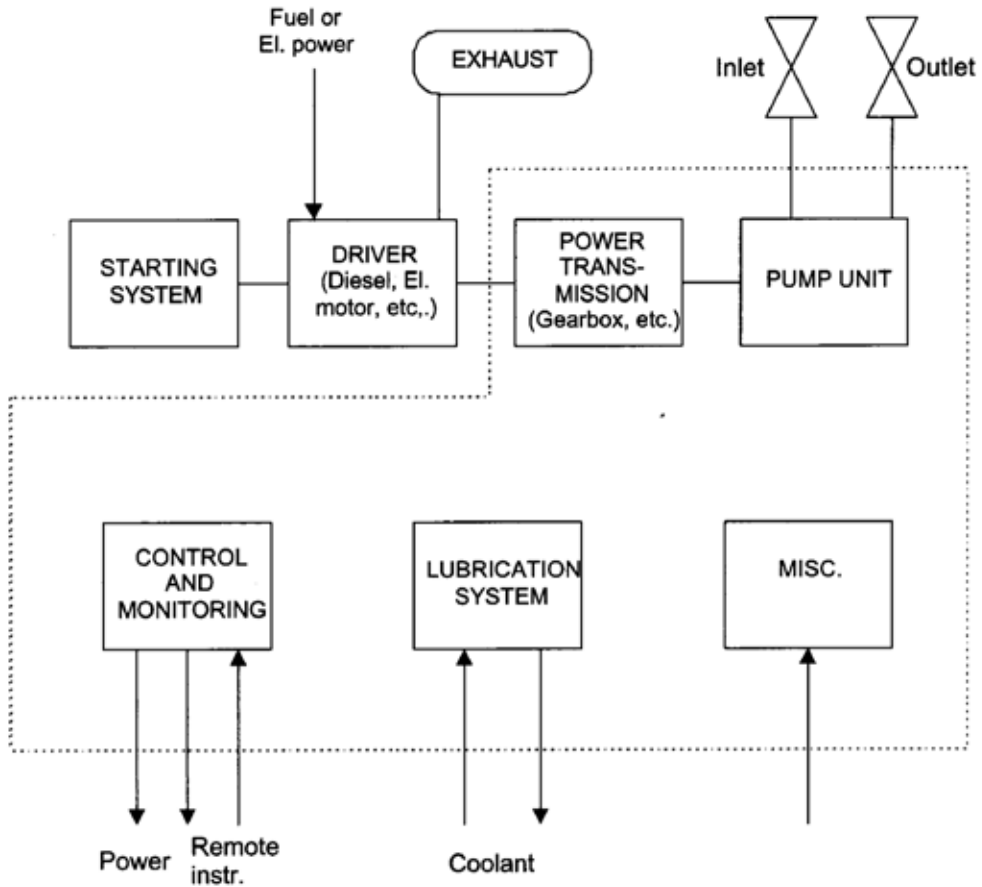 Fuel or
El. power
EXHAUST
Inlet
Outlet
STARTING
SYSTEM
DRIVER
(Diesel, El.
motor, etc,.)
POWER
TRANS-
MISSION
(Gearbox, etc.)
PUMP UNIT
CONTROL
AND
MONITORING
LUBRICATION
SYSTEM
MISC.
Power
Remote
instr.
Coolant